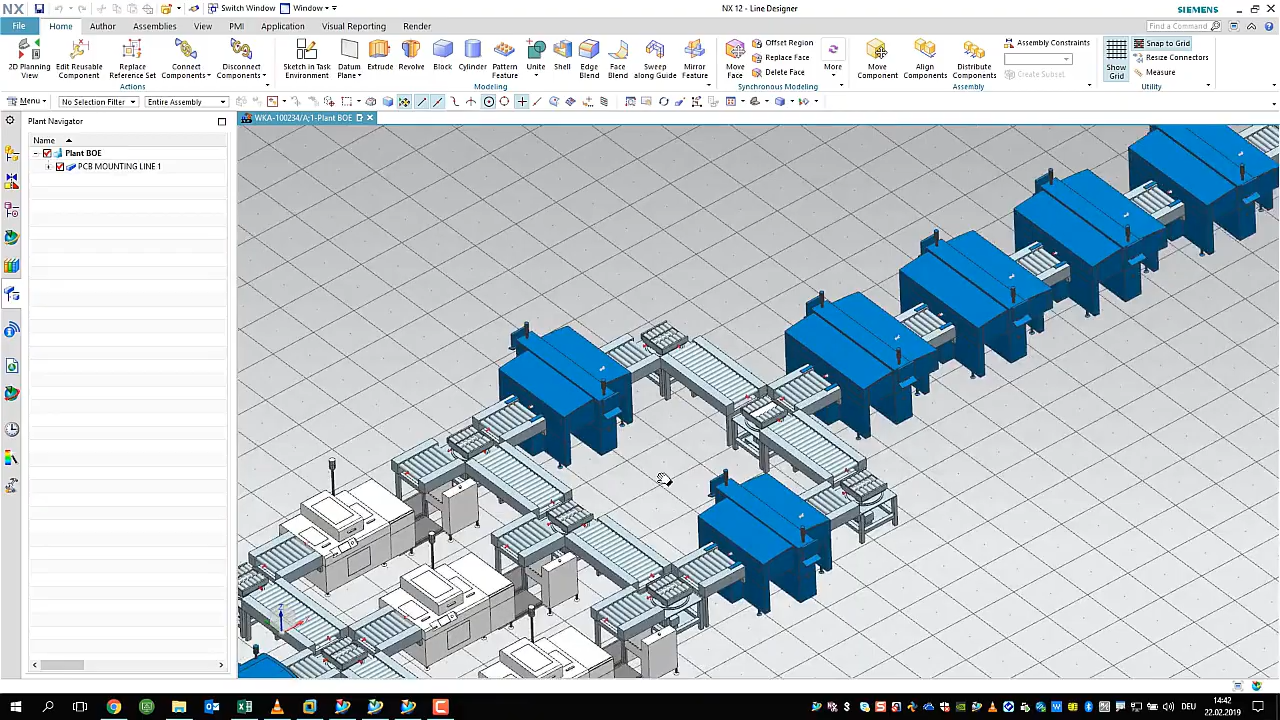 NX
Switch Window
Window
NX 12 - Line Designer
SIEMENS
File
Home
Author
Assemblies
View
PMI
Application
Visual Reporting
Render
Find a Command
2D Planning View
Edit Reusable Component
Replace Reference Set
Connect Components
Disconnect Components
Actions
Sketch in Task Environment
Datum Plane
Extrude
Revolve
Block
Cylinder
Pattern Feature
Unite
Shell
Edge Blend
Face Blend
Sweep along Guide
Mirror Feature
Modeling
Move Face
Offset Region
Replace Face
Delete Face
More
Synchronous Modeling
Move Component
Align Components
Distribute Components
Assembly Constraints
Create Subset
Assembly
Show Grid
Snap to Grid
Resize Connectors
Measure
Utility
Menu
No Selection Filter
Entire Assembly
Plant Navigator
WKA-100234/A;1-Plant BOE
Name
Plant BOE
PCB MOUNTING LINE 1
Z
14:42
22.02.2019